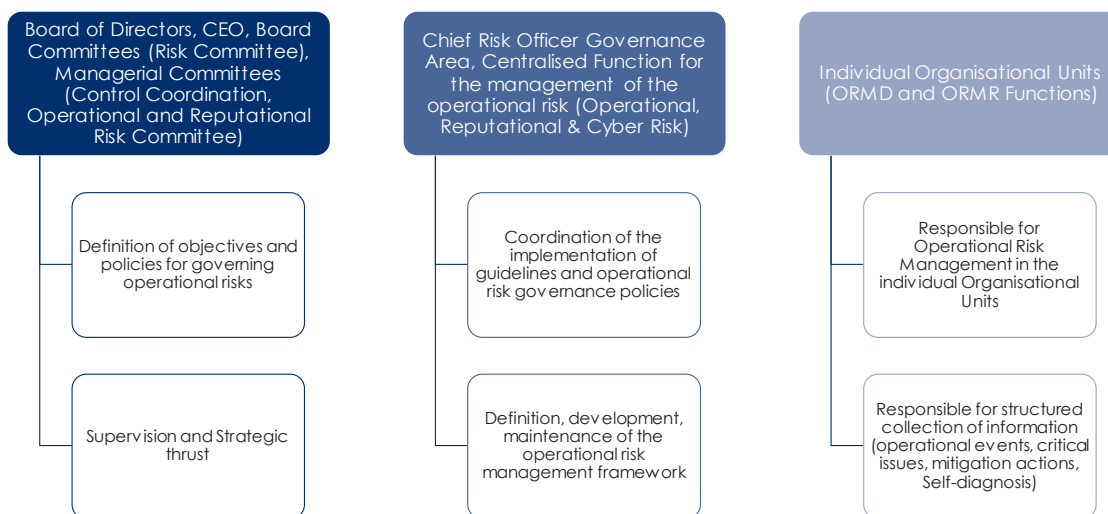 Board of Directors, CEO, Board
Committees (Risk Committee),
Managerial Committees
(Control Coordination,
Operational and Reputational
Risk Committee)
Definition of objectives and
policies for governing
operational risks
Supervision and Strategic
thrust
Chief Risk Officer Governance
Area, Centralised Function for
the management of the
operational risk (Operational,
Reputational & Cyber Risk)
Coordination of the
implementation of
guidelines and operational
risk governance policies
Definition, development,
maintenance of the
operational risk
management framework
Individual Organisational Units
(ORMD and ORMR Functions)
Responsible for
Operational Risk
Management in the
individual Organisational
Units
Responsible for structured
collection of information
(operational events, critical
issues, mitigation actions,
Self-diagnosis)